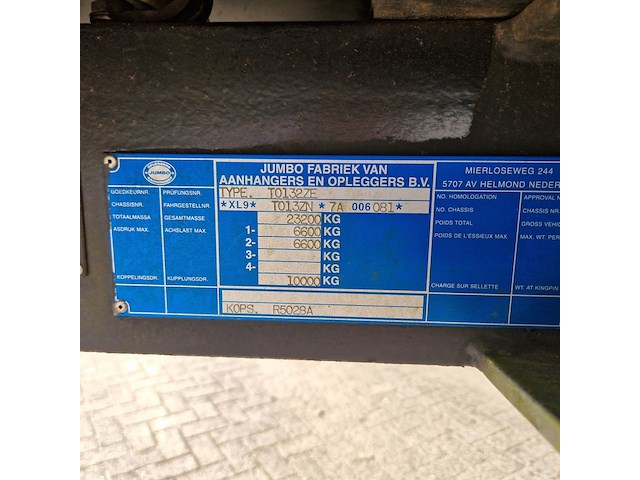 JUMBO
JUMBO FABRIEK VAN
AANHANGERS EN OPLEGGERS B.V.
MIERLOSEWEG 244
5707 AV HELMOND NEDER
GOEDKEURNR. PRÜFUNGSNR. TYPE. T0132ZE NO. HOMOLOGATION APPROVAL N
CHASSISNR. FAHRGESTELLNR. *XL9* T013ZN * 7A 006 081* NO. CHASSIS CHASSIS NR.
TOTAALMASSA GESAMTMASSE 23200 KG POIDS TOTAL GROSS VEHIC
ASDRUK MAX. ACHSLAST MAX. 1- 6600 KG POIDS DE L'ESSIEUX MAX. MAX. WT. PER
2- 6600 KG
3- KG
4- KG
KOPPELINGSDR. KUPPLUNGSDR. 10000 KG CHARGE SUR SELLETTE WT. AT KINGPIN
KOPS. R5028A